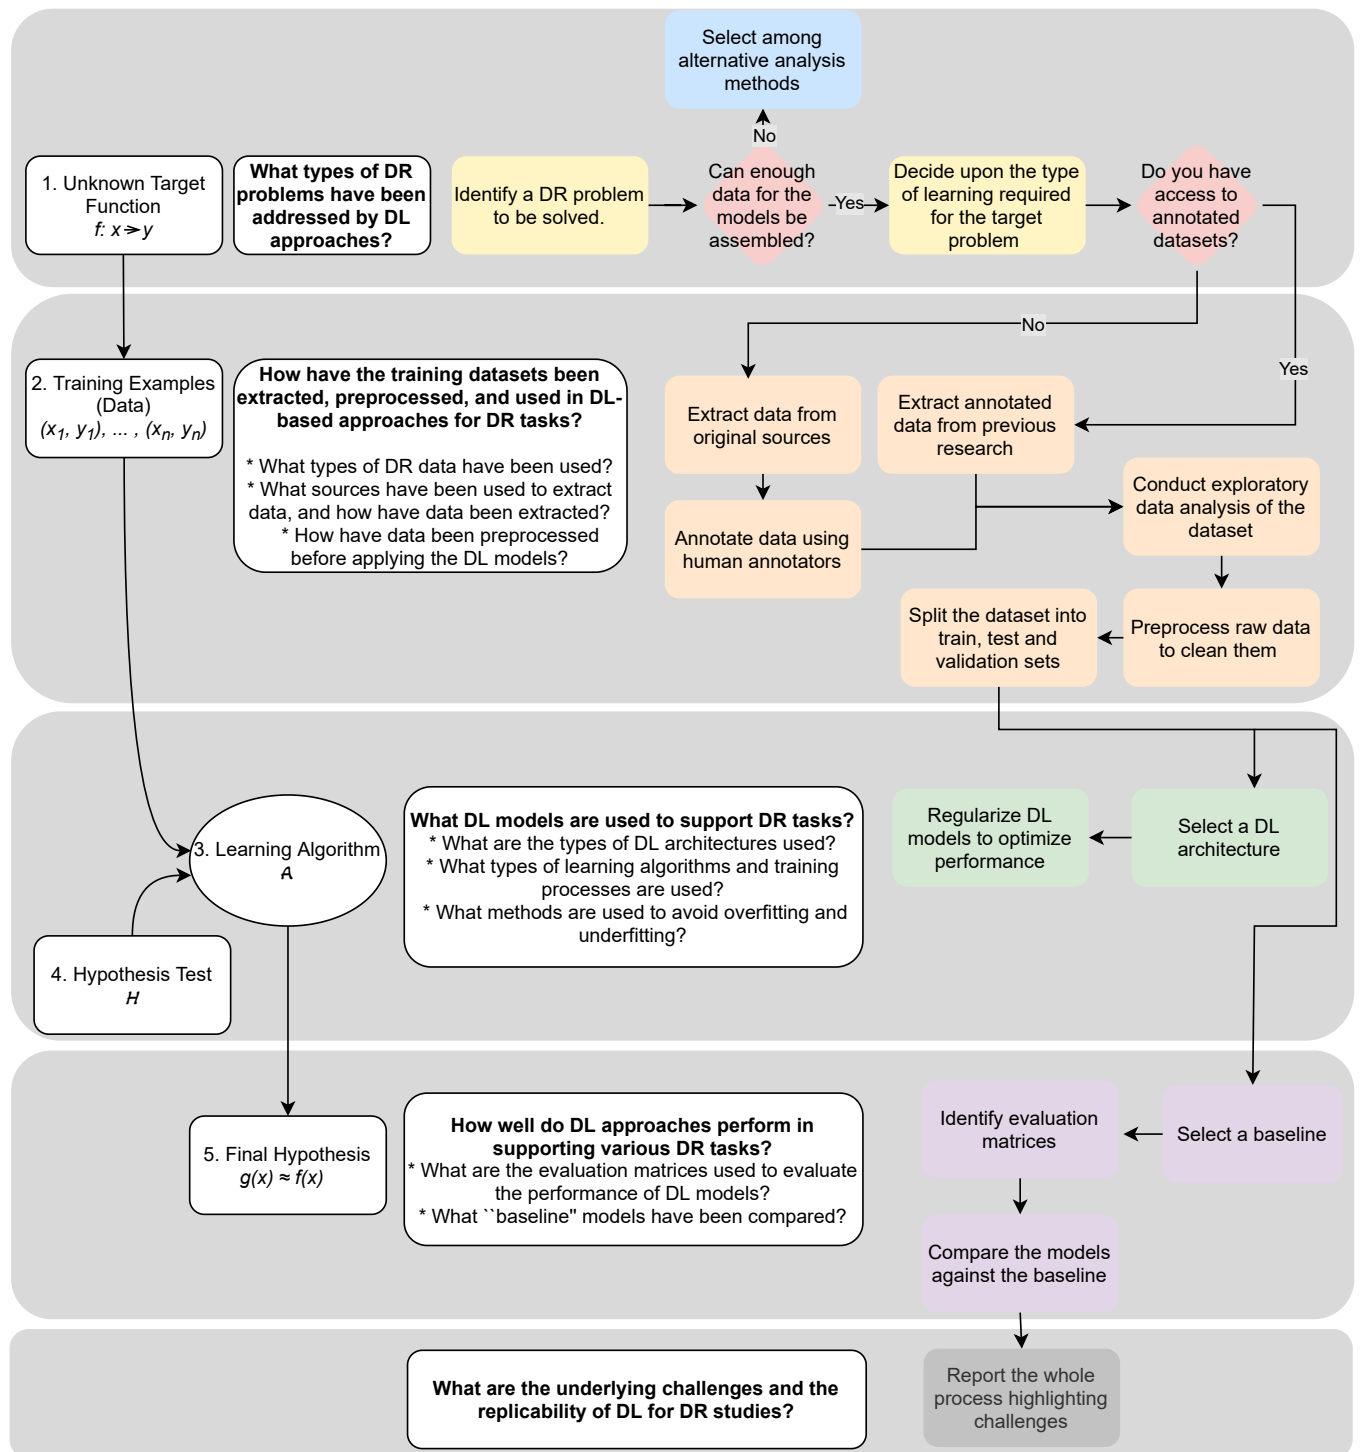 Select among
alternative analysis
methods
No
1. Unknown Target
Function
f: x➔y
What types of DR
problems have been
addressed by DL
approaches?
Identify a DR problem
to be solved.
Can enough
data for the
models be
assembled?
Yes
Decide upon the type
of learning required
for the target
problem
Do you have
access to
annotated
datasets?
No
Yes
2. Training Examples
(Data)
(x1, y1), ... , (xn, yn)
How have the training datasets been
extracted, preprocessed, and used in DL-
based approaches for DR tasks?
* What types of DR data have been used?
* What sources have been used to extract
data, and how have data been extracted?
* How have data been preprocessed
before applying the DL models?
Extract data from
original sources
Extract annotated
data from previous
research
Annotate data using
human annotators
Conduct exploratory
data analysis of the
dataset
Split the dataset into
train, test and
validation sets
Preprocess raw data
to clean them
3. Learning Algorithm
A
What DL models are used to support DR tasks?
* What are the types of DL architectures used?
* What types of learning algorithms and training
processes are used?
* What methods are used to avoid overfitting and
underfitting?
Regularize DL
models to optimize
performance
Select a DL
architecture
4. Hypothesis Test
H
5. Final Hypothesis
g(x) ≈ f(x)
How well do DL approaches perform in
supporting various DR tasks?
* What are the evaluation matrices used to evaluate
the performance of DL models?
* What ``baseline" models have been compared?
Identify evaluation
matrices
Select a baseline
Compare the models
against the baseline
What are the underlying challenges and the
replicability of DL for DR studies?
Report the whole
process highlighting
challenges